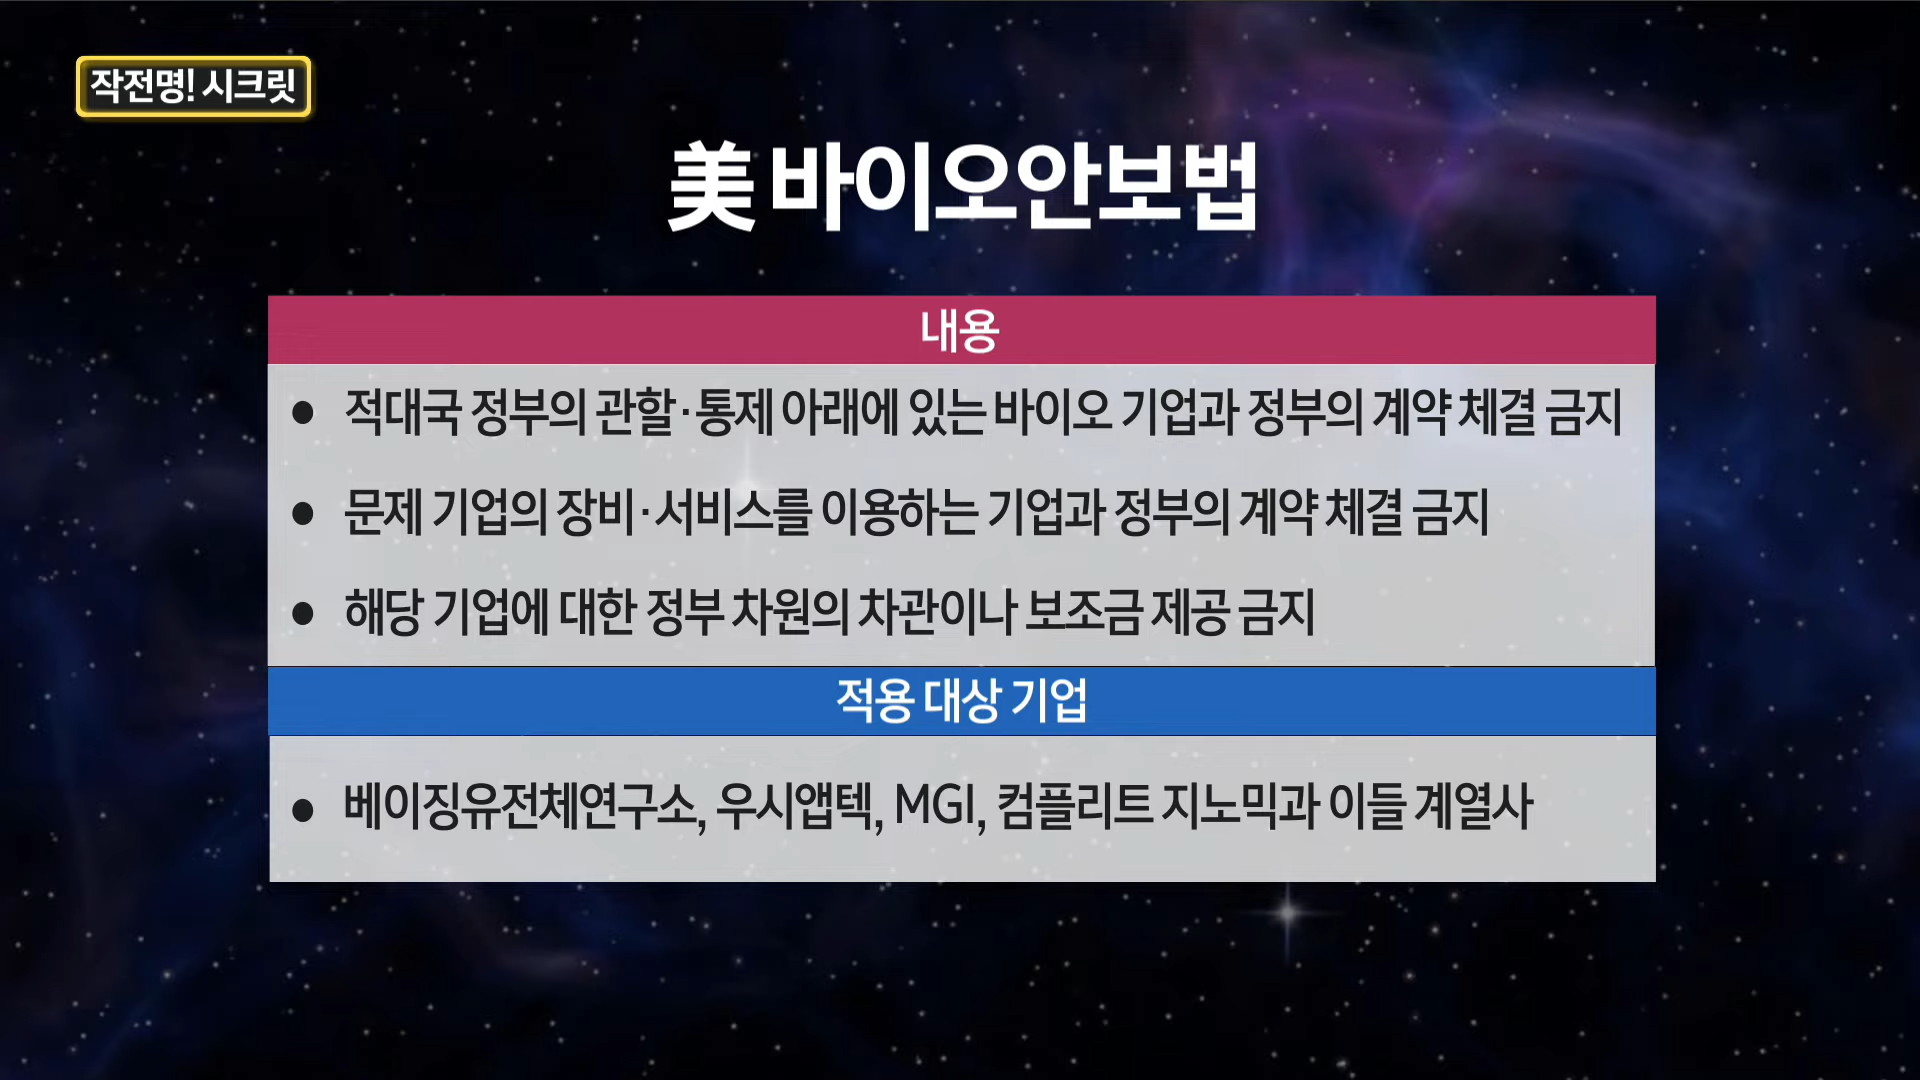 작전명! 시크릿
美 바이오안보법
내용
● 적대국 정부의 관할·통제 아래에 있는 바이오 기업과 정부의 계약 체결 금지
● 문제 기업의 장비·서비스를 이용하는 기업과 정부의 계약 체결 금지
● 해당 기업에 대한 정부 차원의 차관이나 보조금 제공 금지
적용 대상 기업
● 베이징유전체연구소, 우시앱텍, MGI, 컴플리트 지노믹과 이들 계열사